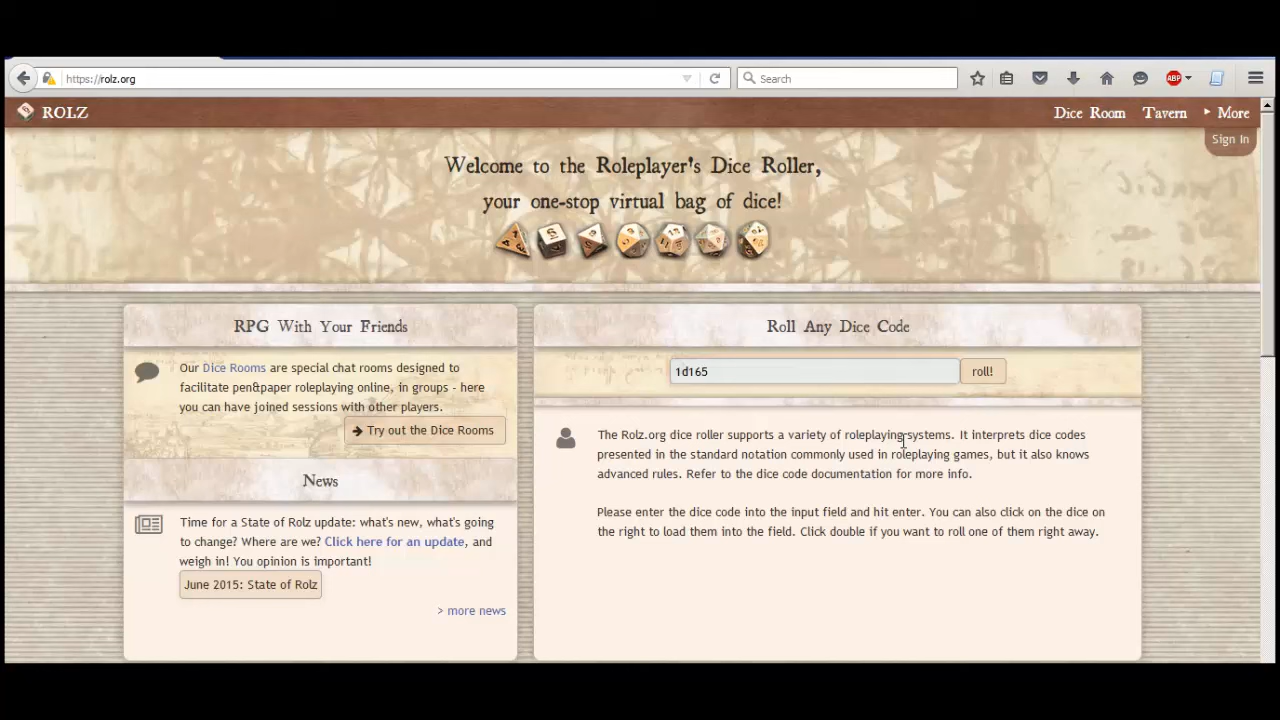 https://rolz.org
Search
ABP
ROLZ
Dice Room
Tavern
More
Sign In
Welcome to the Roleplayer's Dice Roller,
your one-stop virtual bag of dice!
RPG With Your Friends
Our Dice Rooms are special chat rooms designed to
facilitate pen&paper roleplaying online, in groups - here
you can have joined sessions with other players.
Try out the Dice Rooms
News
Time for a State of Rolz update: what's new, what's going
to change? Where are we? Click here for an update, and
weigh in! You opinion is important!
June 2015: State of Rolz
> more news
Roll Any Dice Code
1d165
roll!
The Rolz.org dice roller supports a variety of roleplaying systems. It interprets dice codes
presented in the standard notation commonly used in roleplaying games, but it also knows
advanced rules. Refer to the dice code documentation for more info.
Please enter the dice code into the input field and hit enter. You can also click on the dice on
the right to load them into the field. Click double if you want to roll one of them right away.